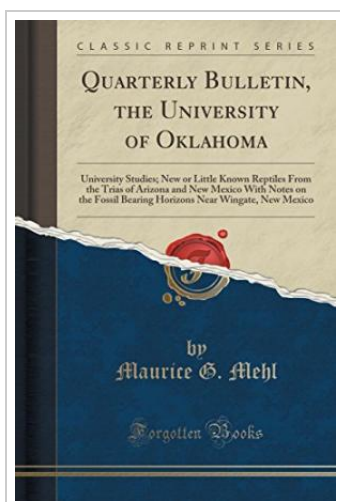 CLASSIC REPRINT SERIES
QUARTERLY BULLETIN,
THE UNIVERSITY
OF OKLAHOMA
University Studies; New or Little Known Reptiles From
the Trias of Arizona and New Mexico With Notes on
the Fossil Bearing Horizons Near Wingate, New Mexico
by
Maurice G. Mehl
Forgotten Books